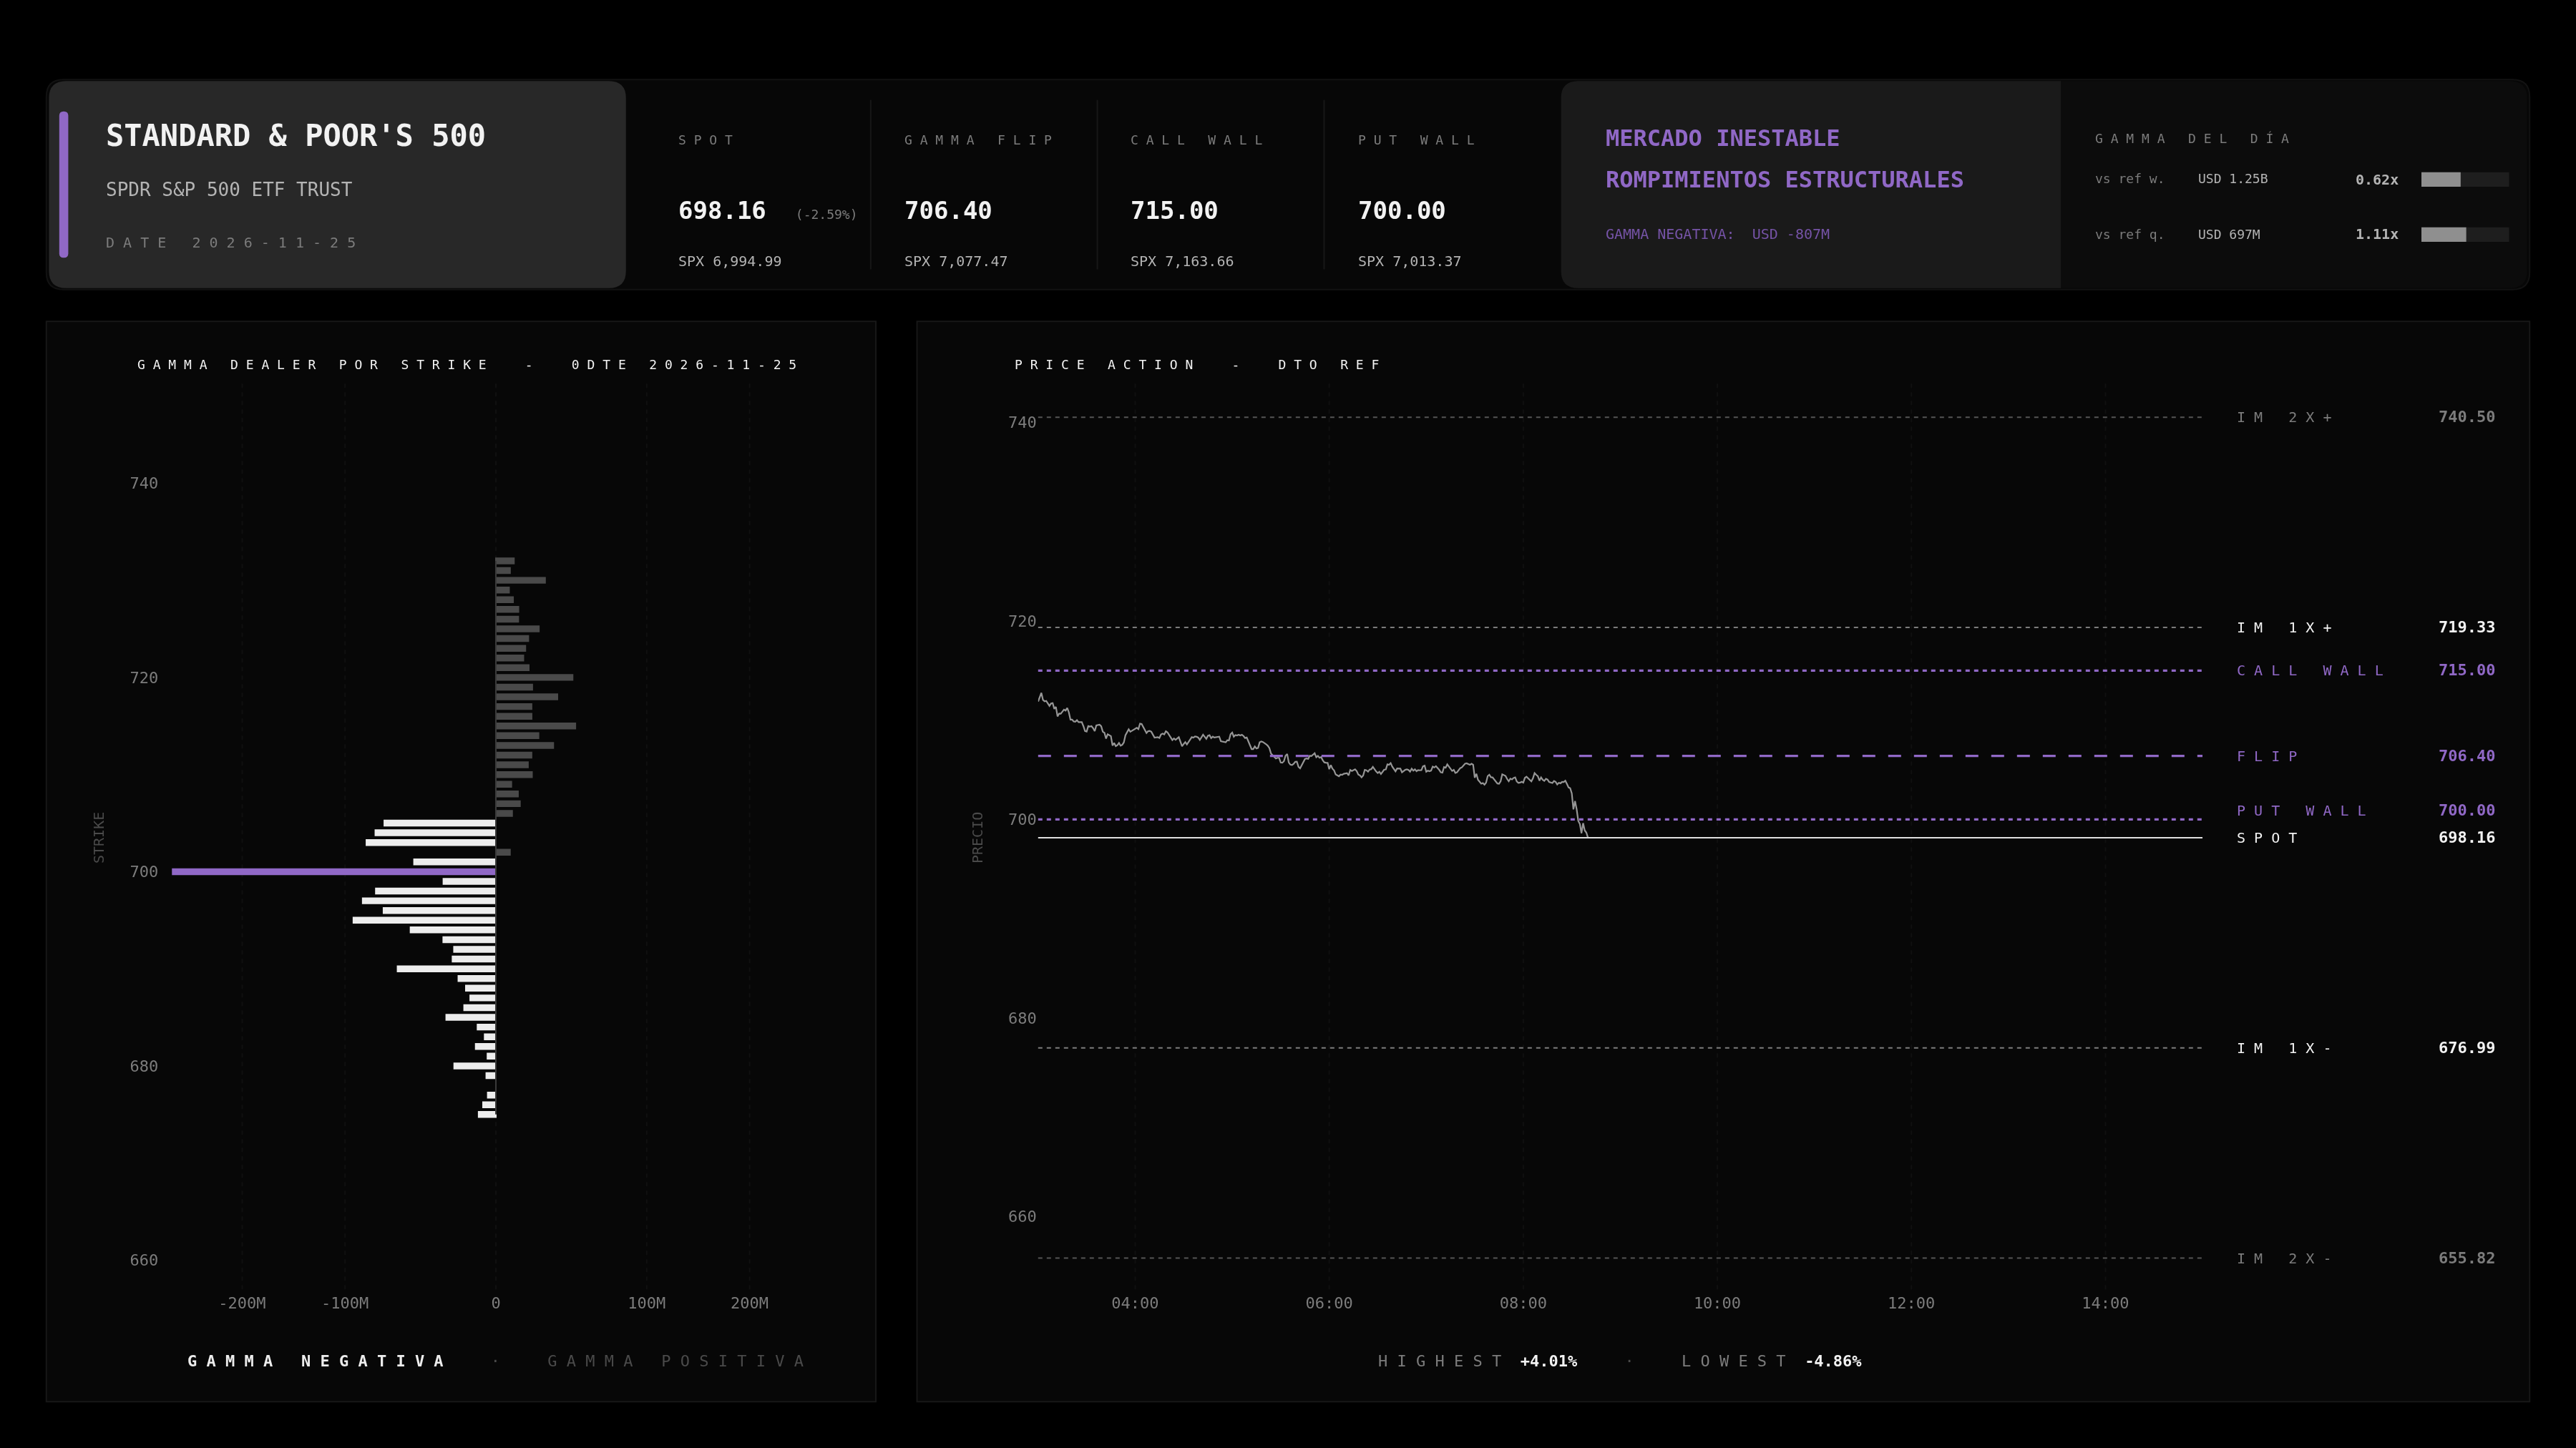 STANDARD & POOR'S 500
SPDR S&P 500 ETF TRUST
DATE 2026-11-25
SPOT
698.16 (-2.59%)
SPX 6,994.99
GAMMA FLIP
706.40
SPX 7,077.47
CALL WALL
715.00
SPX 7,163.66
PUT WALL
700.00
SPX 7,013.37
MERCADO INESTABLE
ROMPIMIENTOS ESTRUCTURALES
GAMMA NEGATIVA: USD -807M
GAMMA DEL DÍA
vs ref w. USD 1.25B 0.62x
vs ref q. USD 697M 1.11x
GAMMA DEALER POR STRIKE - 0DTE 2026-11-25
STRIKE
740
720
700
680
660
-200M -100M 0 100M 200M
GAMMA NEGATIVA · GAMMA POSITIVA
PRICE ACTION - DTO REF
PRECIO
740
720
700
680
660
IM 2X+ 740.50
IM 1X+ 719.33
CALL WALL 715.00
FLIP 706.40
PUT WALL 700.00
SPOT 698.16
IM 1X- 676.99
IM 2X- 655.82
04:00 06:00 08:00 10:00 12:00 14:00
HIGHEST +4.01% · LOWEST -4.86%